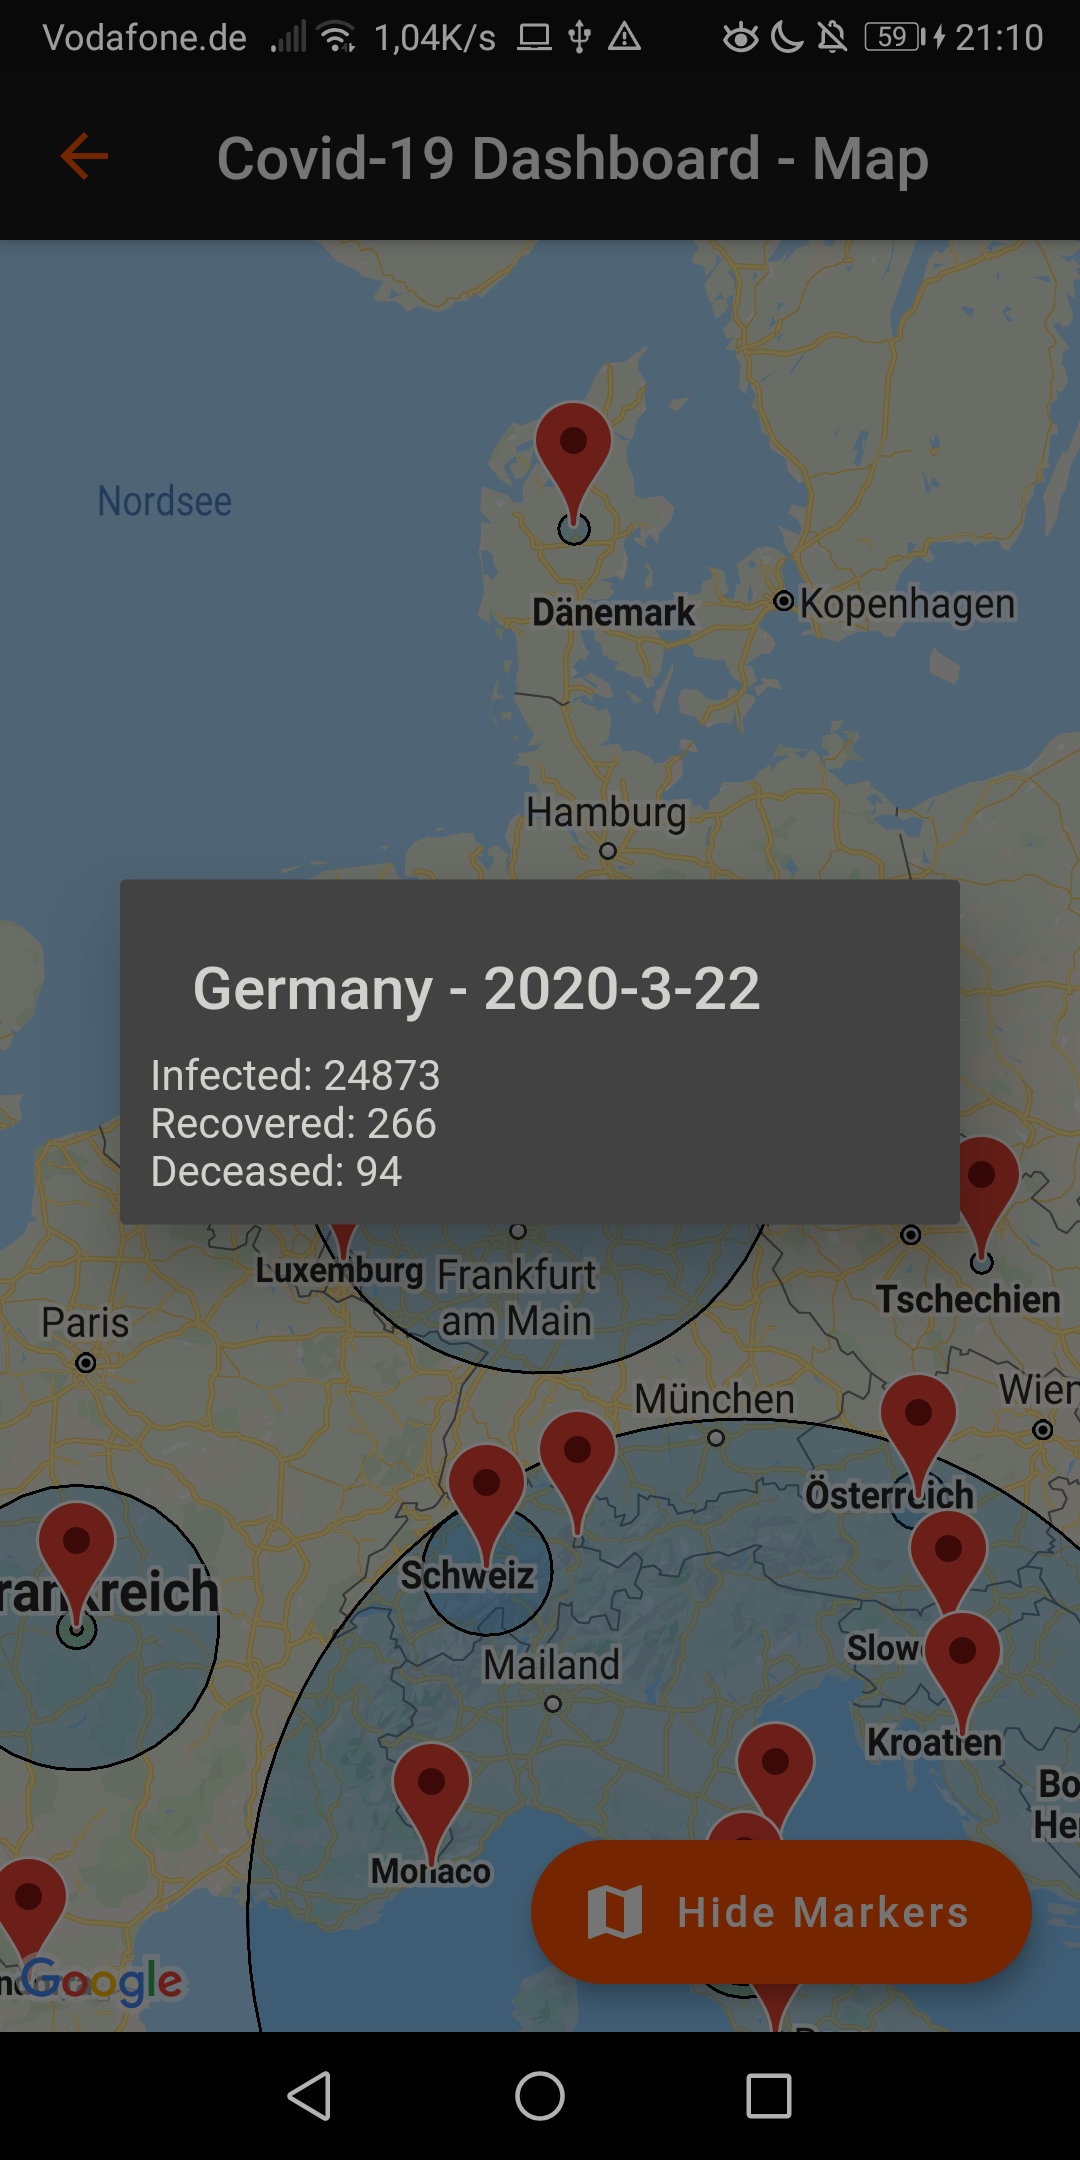 Vodafone.de 1,04K/s 59 21:10
Covid-19 Dashboard - Map
Nordsee
Dänemark
Kopenhagen
Hamburg
Germany - 2020-3-22
Infected: 24873
Recovered: 266
Deceased: 94
Luxemburg
Frankfurt
am Main
Tschechien
Paris
München
Wien
Österreich
rankreich
Schweiz
Mailand
Slow
Kroatien
Bo
He
Monaco
Hide Markers
Google